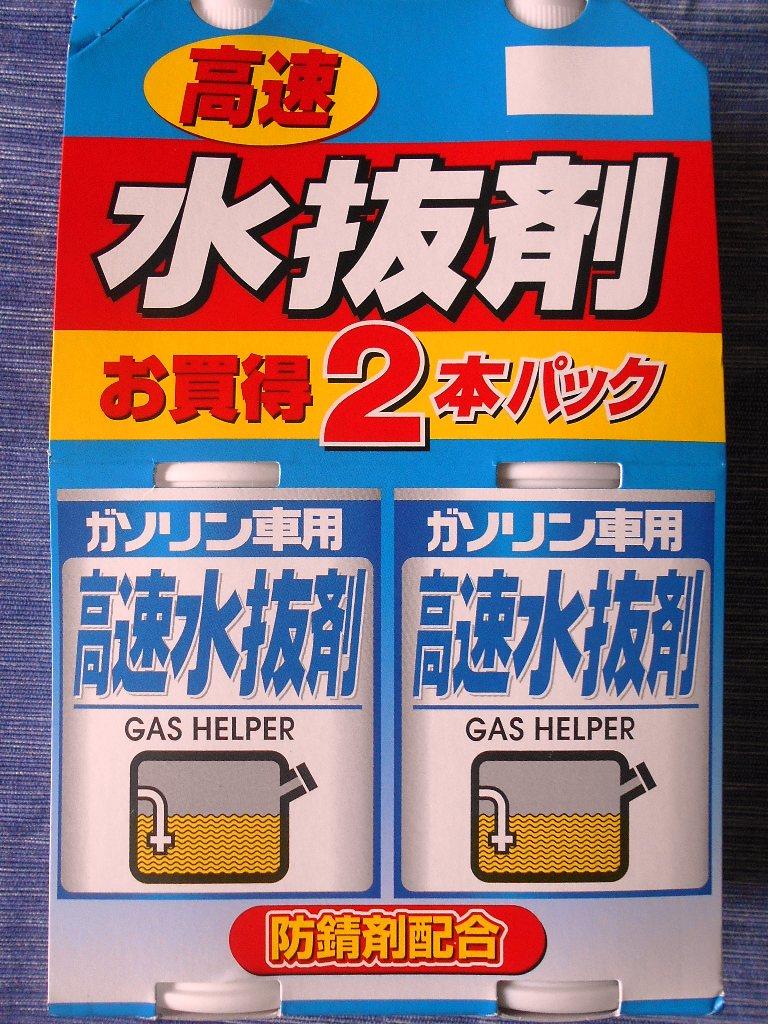 高速
水抜剤
お買得2本パック
ガソリン車用
高速水抜剤
GAS HELPER
ガソリン車用
高速水抜剤
GAS HELPER
防錆剤配合